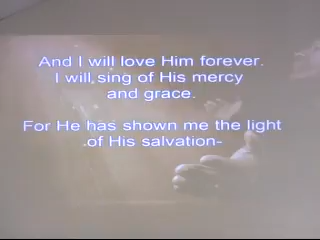 And I will love Him forever.
I will sing of His mercy
and grace.
For He has shown me the light
of His salvation-